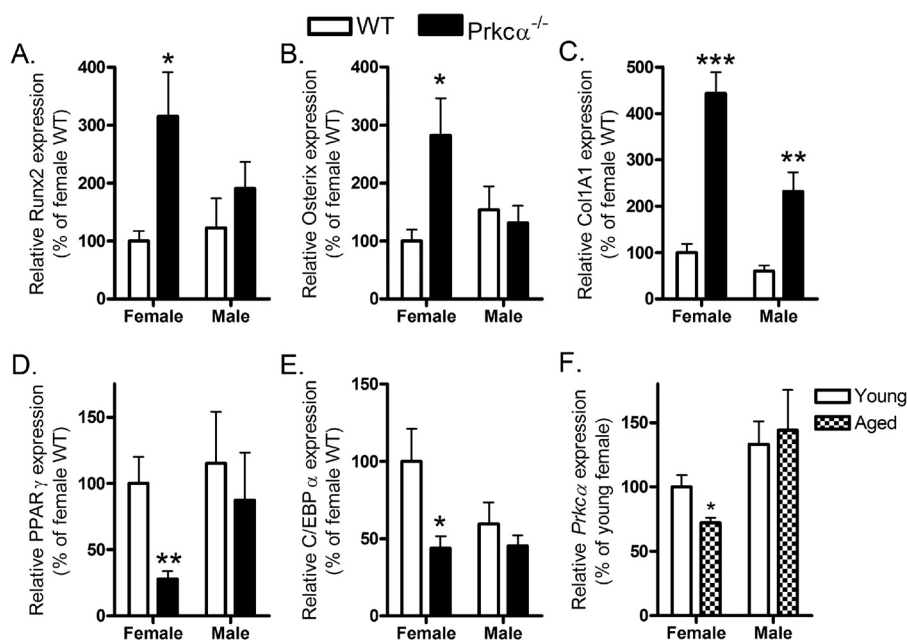 WT Prkcα-/-
A.
Relative Runx2 expression
(% of female WT)
400
300
200
100
0
*
Female Male
B.
Relative Osterix expression
(% of female WT)
400
300
200
100
0
*
Female Male
C.
Relative Col1A1 expression
(% of female WT)
500
400
300
200
100
0
***
**
Female Male
D.
Relative PPARγ expression
(% of female WT)
150
100
50
0
**
Female Male
E.
Relative C/EBPα expression
(% of female WT)
150
100
50
0
*
Female Male
F.
Relative Prkcα expression
(% of young female)
150
100
50
0
*
Female Male
Young
Aged